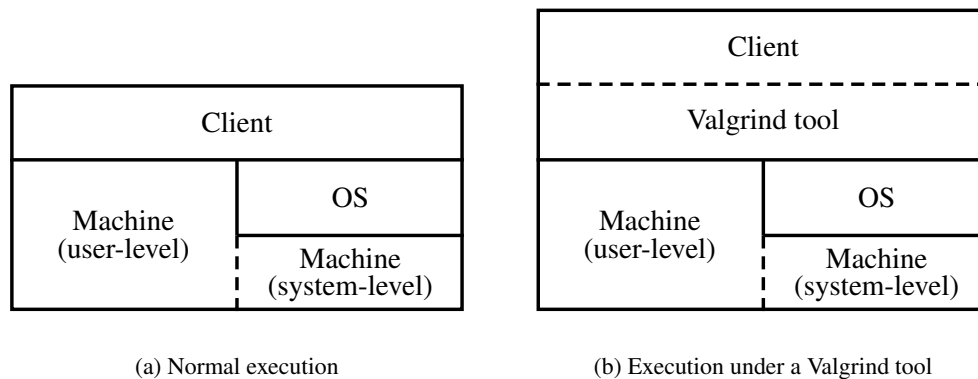 Client
OS
Machine
(user-level)
Machine
(system-level)
(a) Normal execution
Client
Valgrind tool
OS
Machine
(user-level)
Machine
(system-level)
(b) Execution under a Valgrind tool